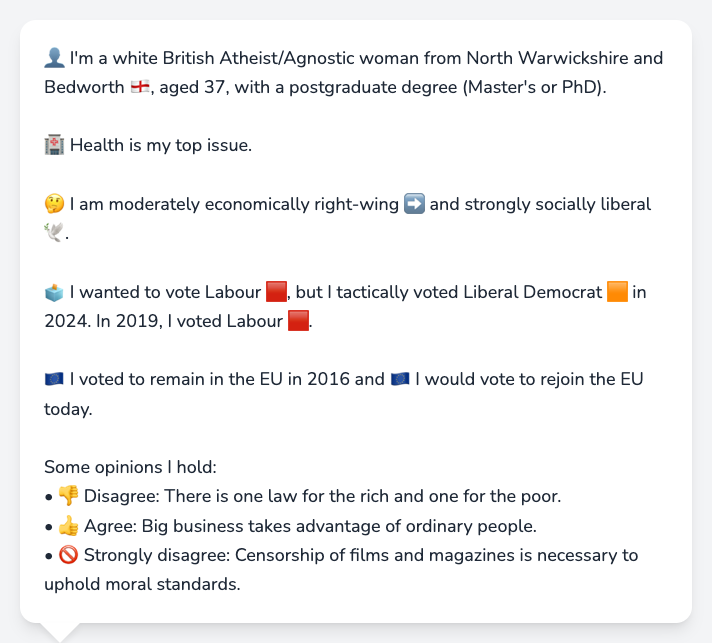 👤 I'm a white British Atheist/Agnostic woman from North Warwickshire and
Bedworth 🏴󠁧󠁢󠁥󠁮󠁧󠁿, aged 37, with a postgraduate degree (Master's or PhD).
🏥 Health is my top issue.
🤔 I am moderately economically right-wing ➡️ and strongly socially liberal
🕊️.
🗳️ I wanted to vote Labour 🟥, but I tactically voted Liberal Democrat 🟧 in
2024. In 2019, I voted Labour 🟥.
🇪🇺 I voted to remain in the EU in 2016 and 🇪🇺 I would vote to rejoin the EU
today.
Some opinions I hold:
• 👎 Disagree: There is one law for the rich and one for the poor.
• 👍 Agree: Big business takes advantage of ordinary people.
• 🚫 Strongly disagree: Censorship of films and magazines is necessary to
uphold moral standards.